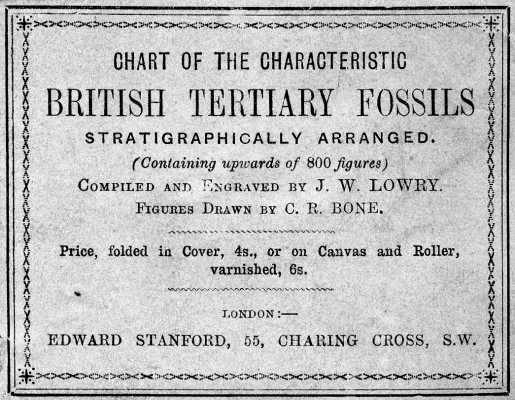 CHART OF THE CHARACTERISTIC
BRITISH TERTIARY FOSSILS
STRATIGRAPHICALLY ARRANGED.
(Containing upwards of 800 figures)
COMPILED AND ENGRAVED BY J. W. LOWRY.
FIGURES DRAWN BY C. R. BONE.
Price, folded in Cover, 4s., or on Canvas and Roller,
varnished, 6s.
LONDON:—
EDWARD STANFORD, 55, CHARING CROSS, S.W.